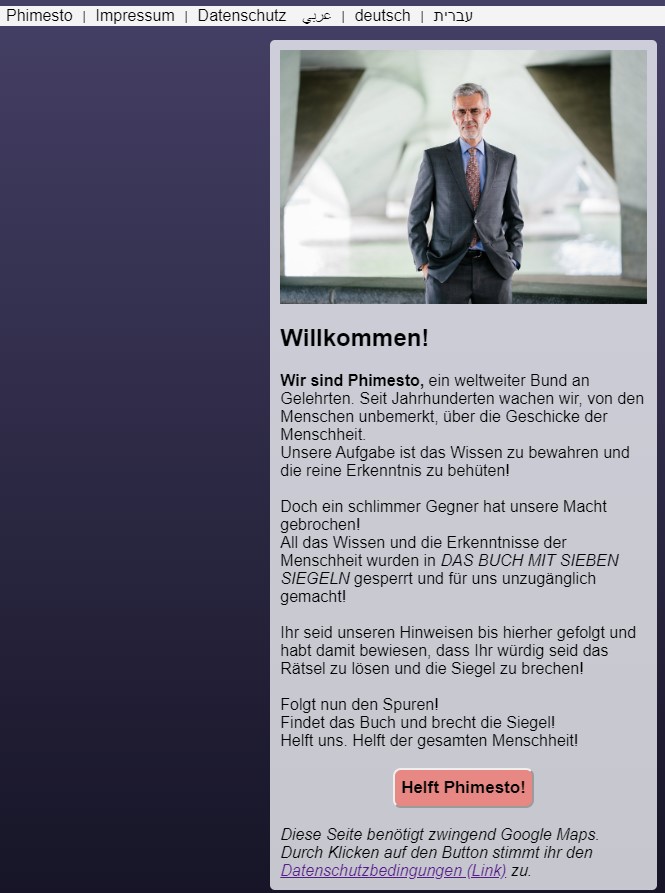 Phimesto | Impressum | Datenschutz عربي | deutsch | עברית
Willkommen!
Wir sind Phimesto, ein weltweiter Bund an
Gelehrten. Seit Jahrhunderten wachen wir, von den
Menschen unbemerkt, über die Geschicke der
Menschheit.
Unsere Aufgabe ist das Wissen zu bewahren und
die reine Erkenntnis zu behüten!
Doch ein schlimmer Gegner hat unsere Macht
gebrochen!
All das Wissen und die Erkenntnisse der
Menschheit wurden in DAS BUCH MIT SIEBEN
SIEGELN gesperrt und für uns unzugänglich
gemacht!
Ihr seid unseren Hinweisen bis hierher gefolgt und
habt damit bewiesen, dass Ihr würdig seid das
Rätsel zu lösen und die Siegel zu brechen!
Folgt nun den Spuren!
Findet das Buch und brecht die Siegel!
Helft uns. Helft der gesamten Menschheit!
Helft Phimesto!
Diese Seite benötigt zwingend Google Maps.
Durch Klicken auf den Button stimmt ihr den
Datenschutzbedingungen (Link) zu.